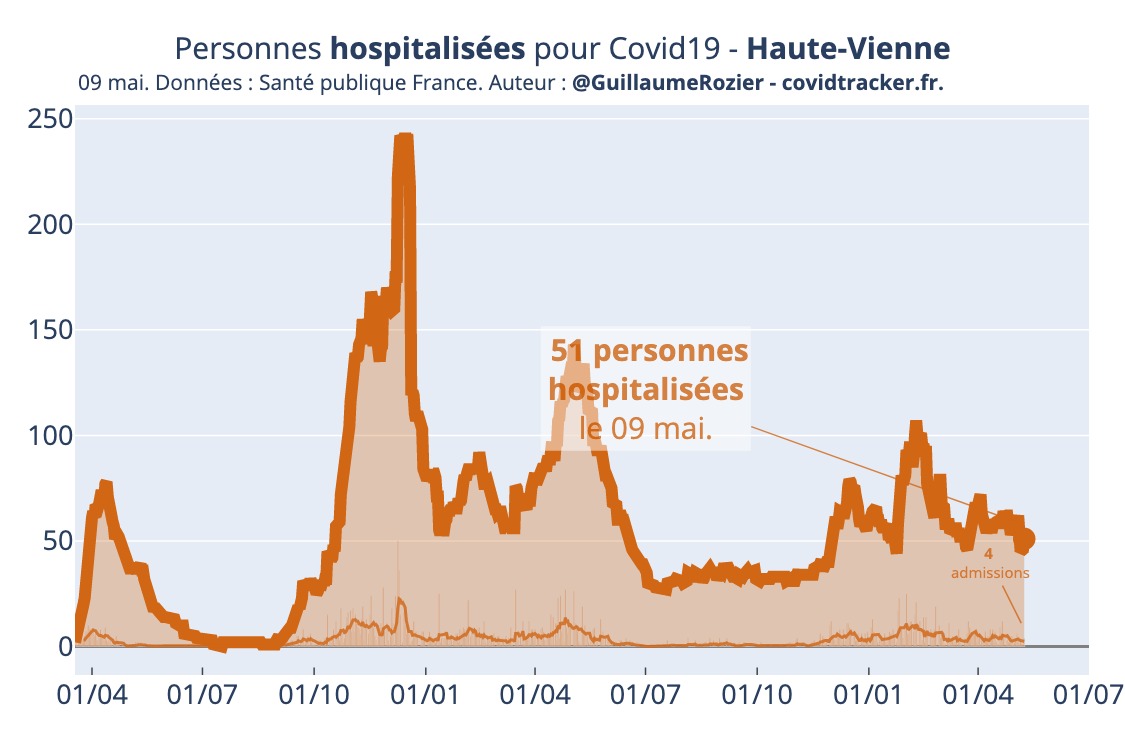 Personnes hospitalisées pour Covid19 - Haute-Vienne
09 mai. Données : Santé publique France. Auteur : @GuillaumeRozier - covidtracker.fr.
250
200
150
100
50
0
51 personnes
hospitalisées
le 09 mai.
4
admissions
01/04 01/07 01/10 01/01 01/04 01/07 01/10 01/01 01/04 01/07